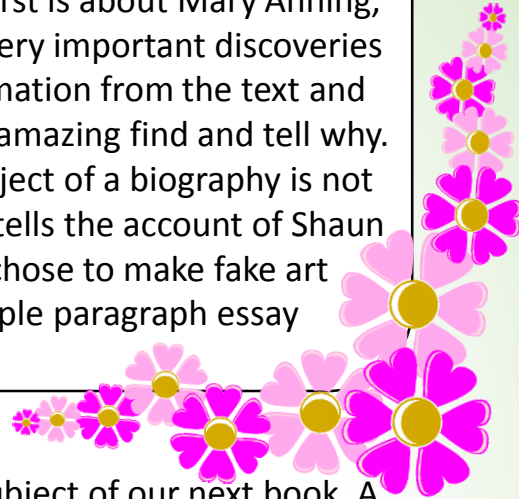 rst is about Mary Anning,
ery important discoveries
mation from the text and
amazing find and tell why.
ject of a biography is not
tells the account of Shaun
chose to make fake art
ple paragraph essay
ubject of our next book. A